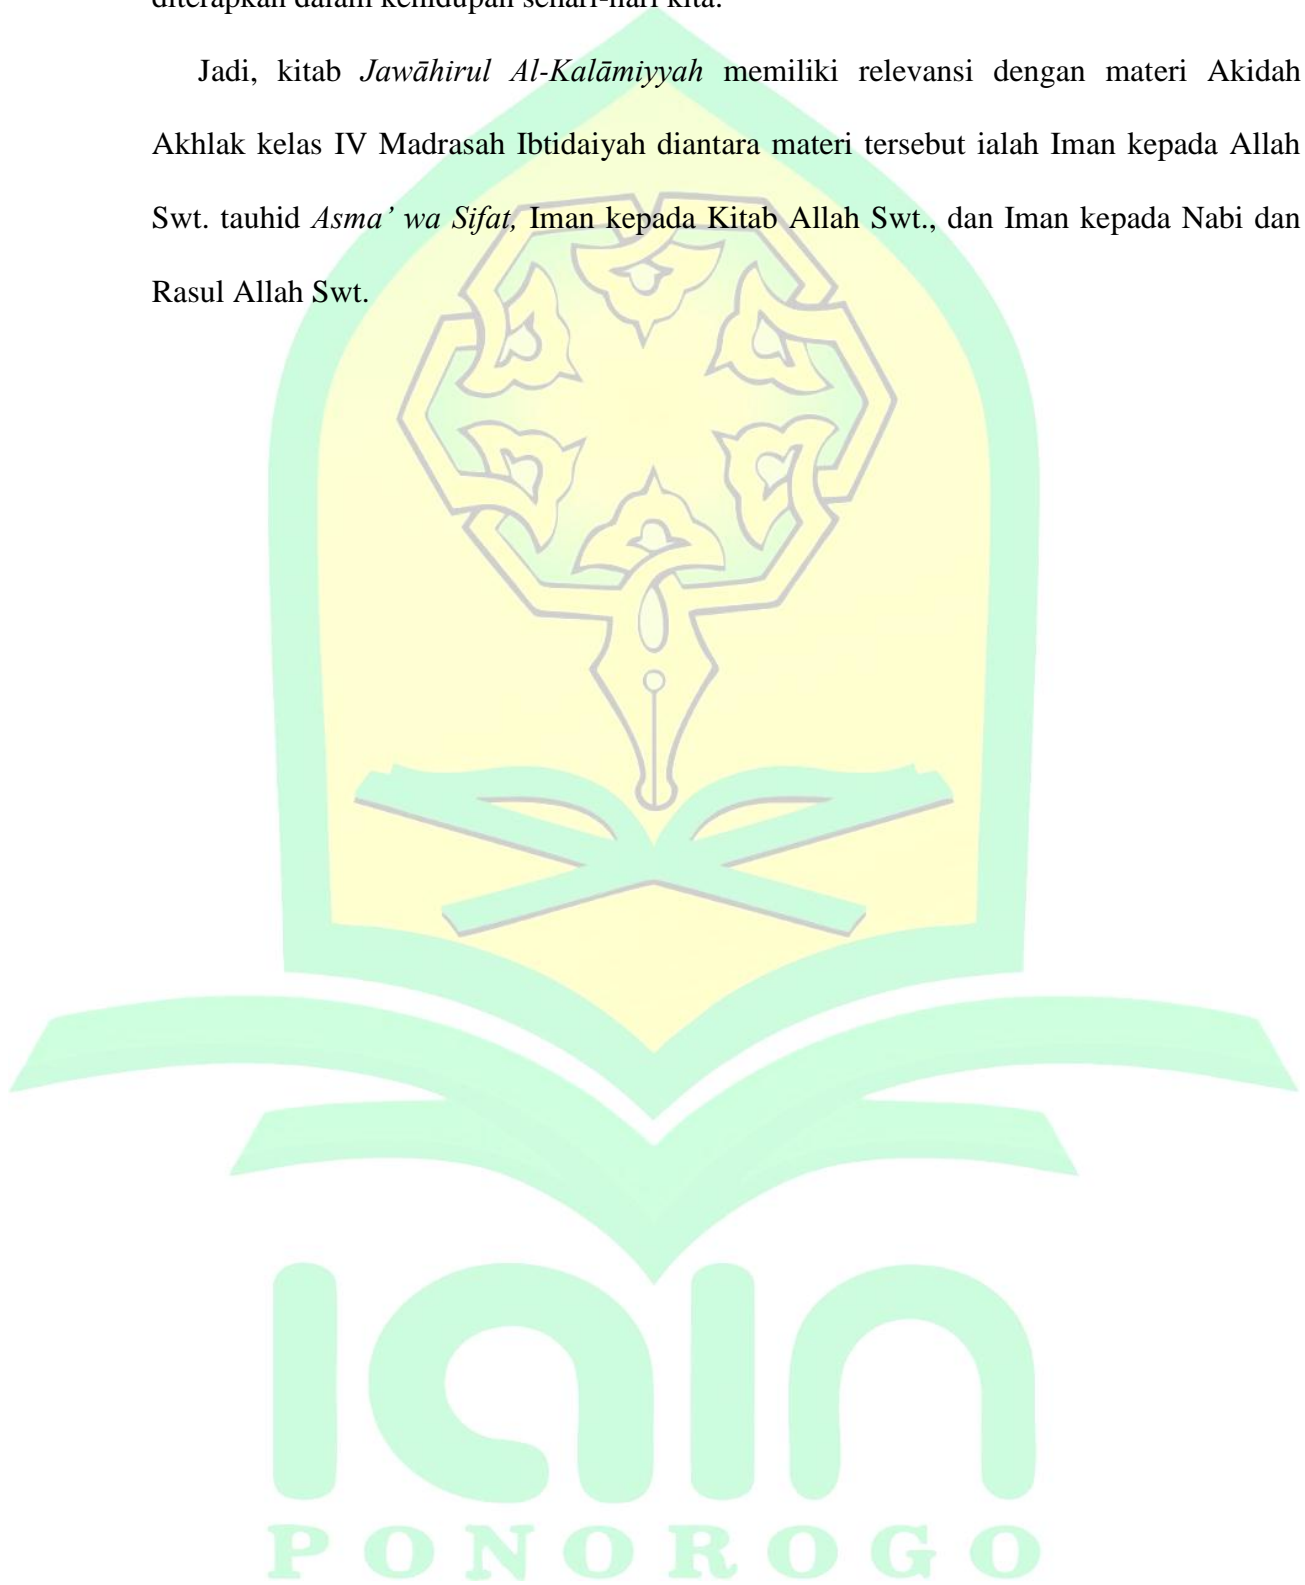 diterapkan dalam kehidupan sehari-hari kita.
Jadi, kitab Jawāhirul Al-Kalāmiyyah memiliki relevansi dengan materi Akidah
Akhlak kelas IV Madrasah Ibtidaiyah diantara materi tersebut ialah Iman kepada Allah
Swt. tauhid Asma’ wa Sifat, Iman kepada Kitab Allah Swt., dan Iman kepada Nabi dan
Rasul Allah Swt.
iain
PONOROGO